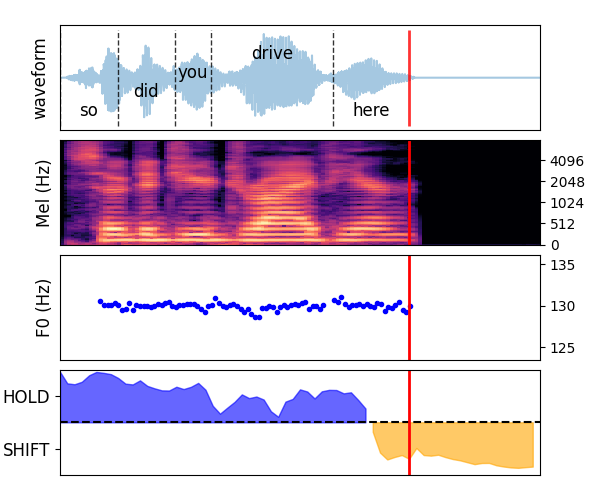 waveform
so
did
you
drive
here
Mel (Hz)
4096
2048
1024
512
0
F0 (Hz)
135
130
125
HOLD
SHIFT